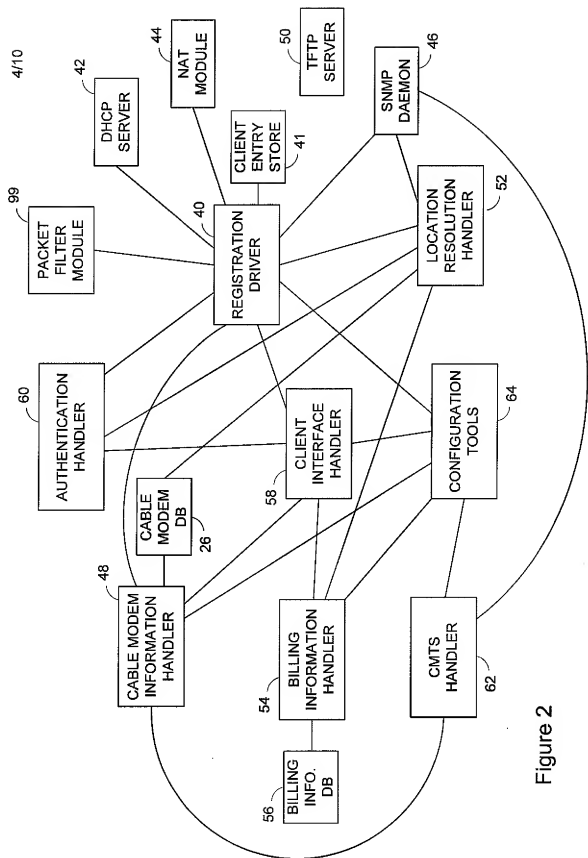 4/10
99
PACKET
FILTER
MODULE
42
DHCP
SERVER
44
NAT
MODULE
50
TFTP
SERVER
60
AUTHENTICATION
HANDLER
40
REGISTRATION
DRIVER
CLIENT
ENTRY
STORE
41
46
SNMP
DAEMON
48
CABLE MODEM
INFORMATION
HANDLER
CABLE
MODEM
DB
26
58
CLIENT
INTERFACE
HANDLER
LOCATION
RESOLUTION
HANDLER
52
56
BILLING
INFO.
DB
54
BILLING
INFORMATION
HANDLER
CONFIGURATION
TOOLS
64
CMTS
HANDLER
62
Figure 2